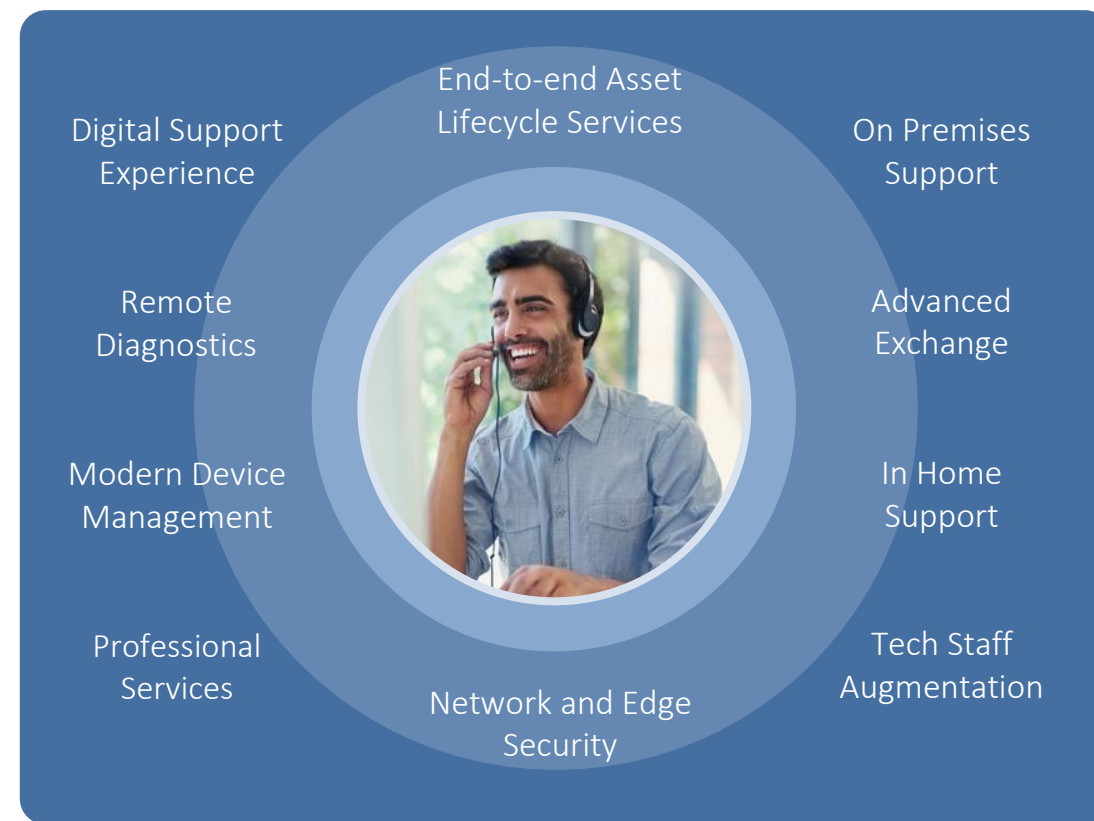 End-to-end Asset
Lifecycle Services
Digital Support
Experience
On Premises
Support
Remote
Diagnostics
Advanced
Exchange
Modern Device
Management
In Home
Support
Professional
Services
Tech Staff
Augmentation
Network and Edge
Security